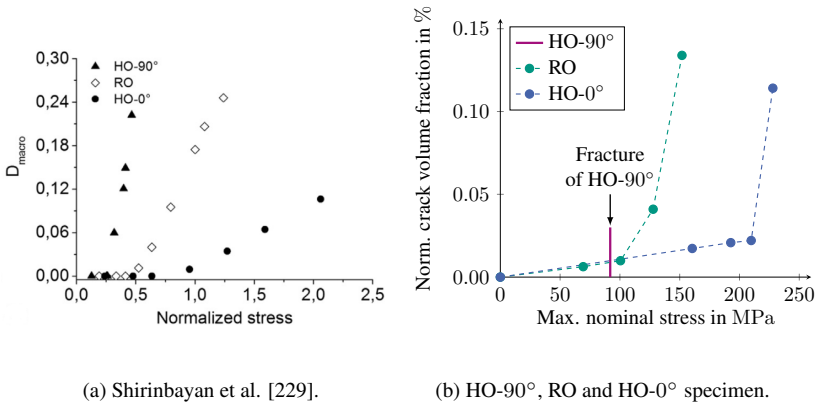 0,30
0,24
0,18
0,12
0,06
0,00
D_macro
HO-90°
RO
HO-0°
0,0 0,5 1,0 1,5 2,0 2,5
Normalized stress
(a) Shirinbayan et al. [229].
Norm. crack volume fraction in %
0.15
0.10
0.05
0.00
HO-90°
RO
HO-0°
Fracture
of HO-90°
0 50 100 150 200 250
Max. nominal stress in MPa
(b) HO-90°, RO and HO-0° specimen.